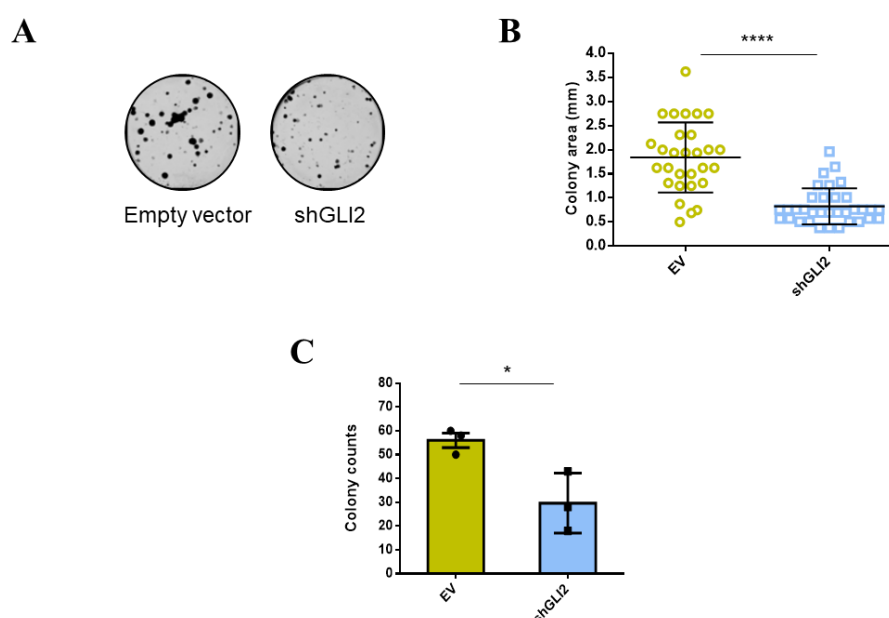 A
Empty vector
shGLI2
B
****
Colony area (mm)
4.0
3.5
3.0
2.5
2.0
1.5
1.0
0.5
0.0
EV
shGLI2
C
*
Colony counts
80
70
60
50
40
30
20
10
0
EV
shGLI2